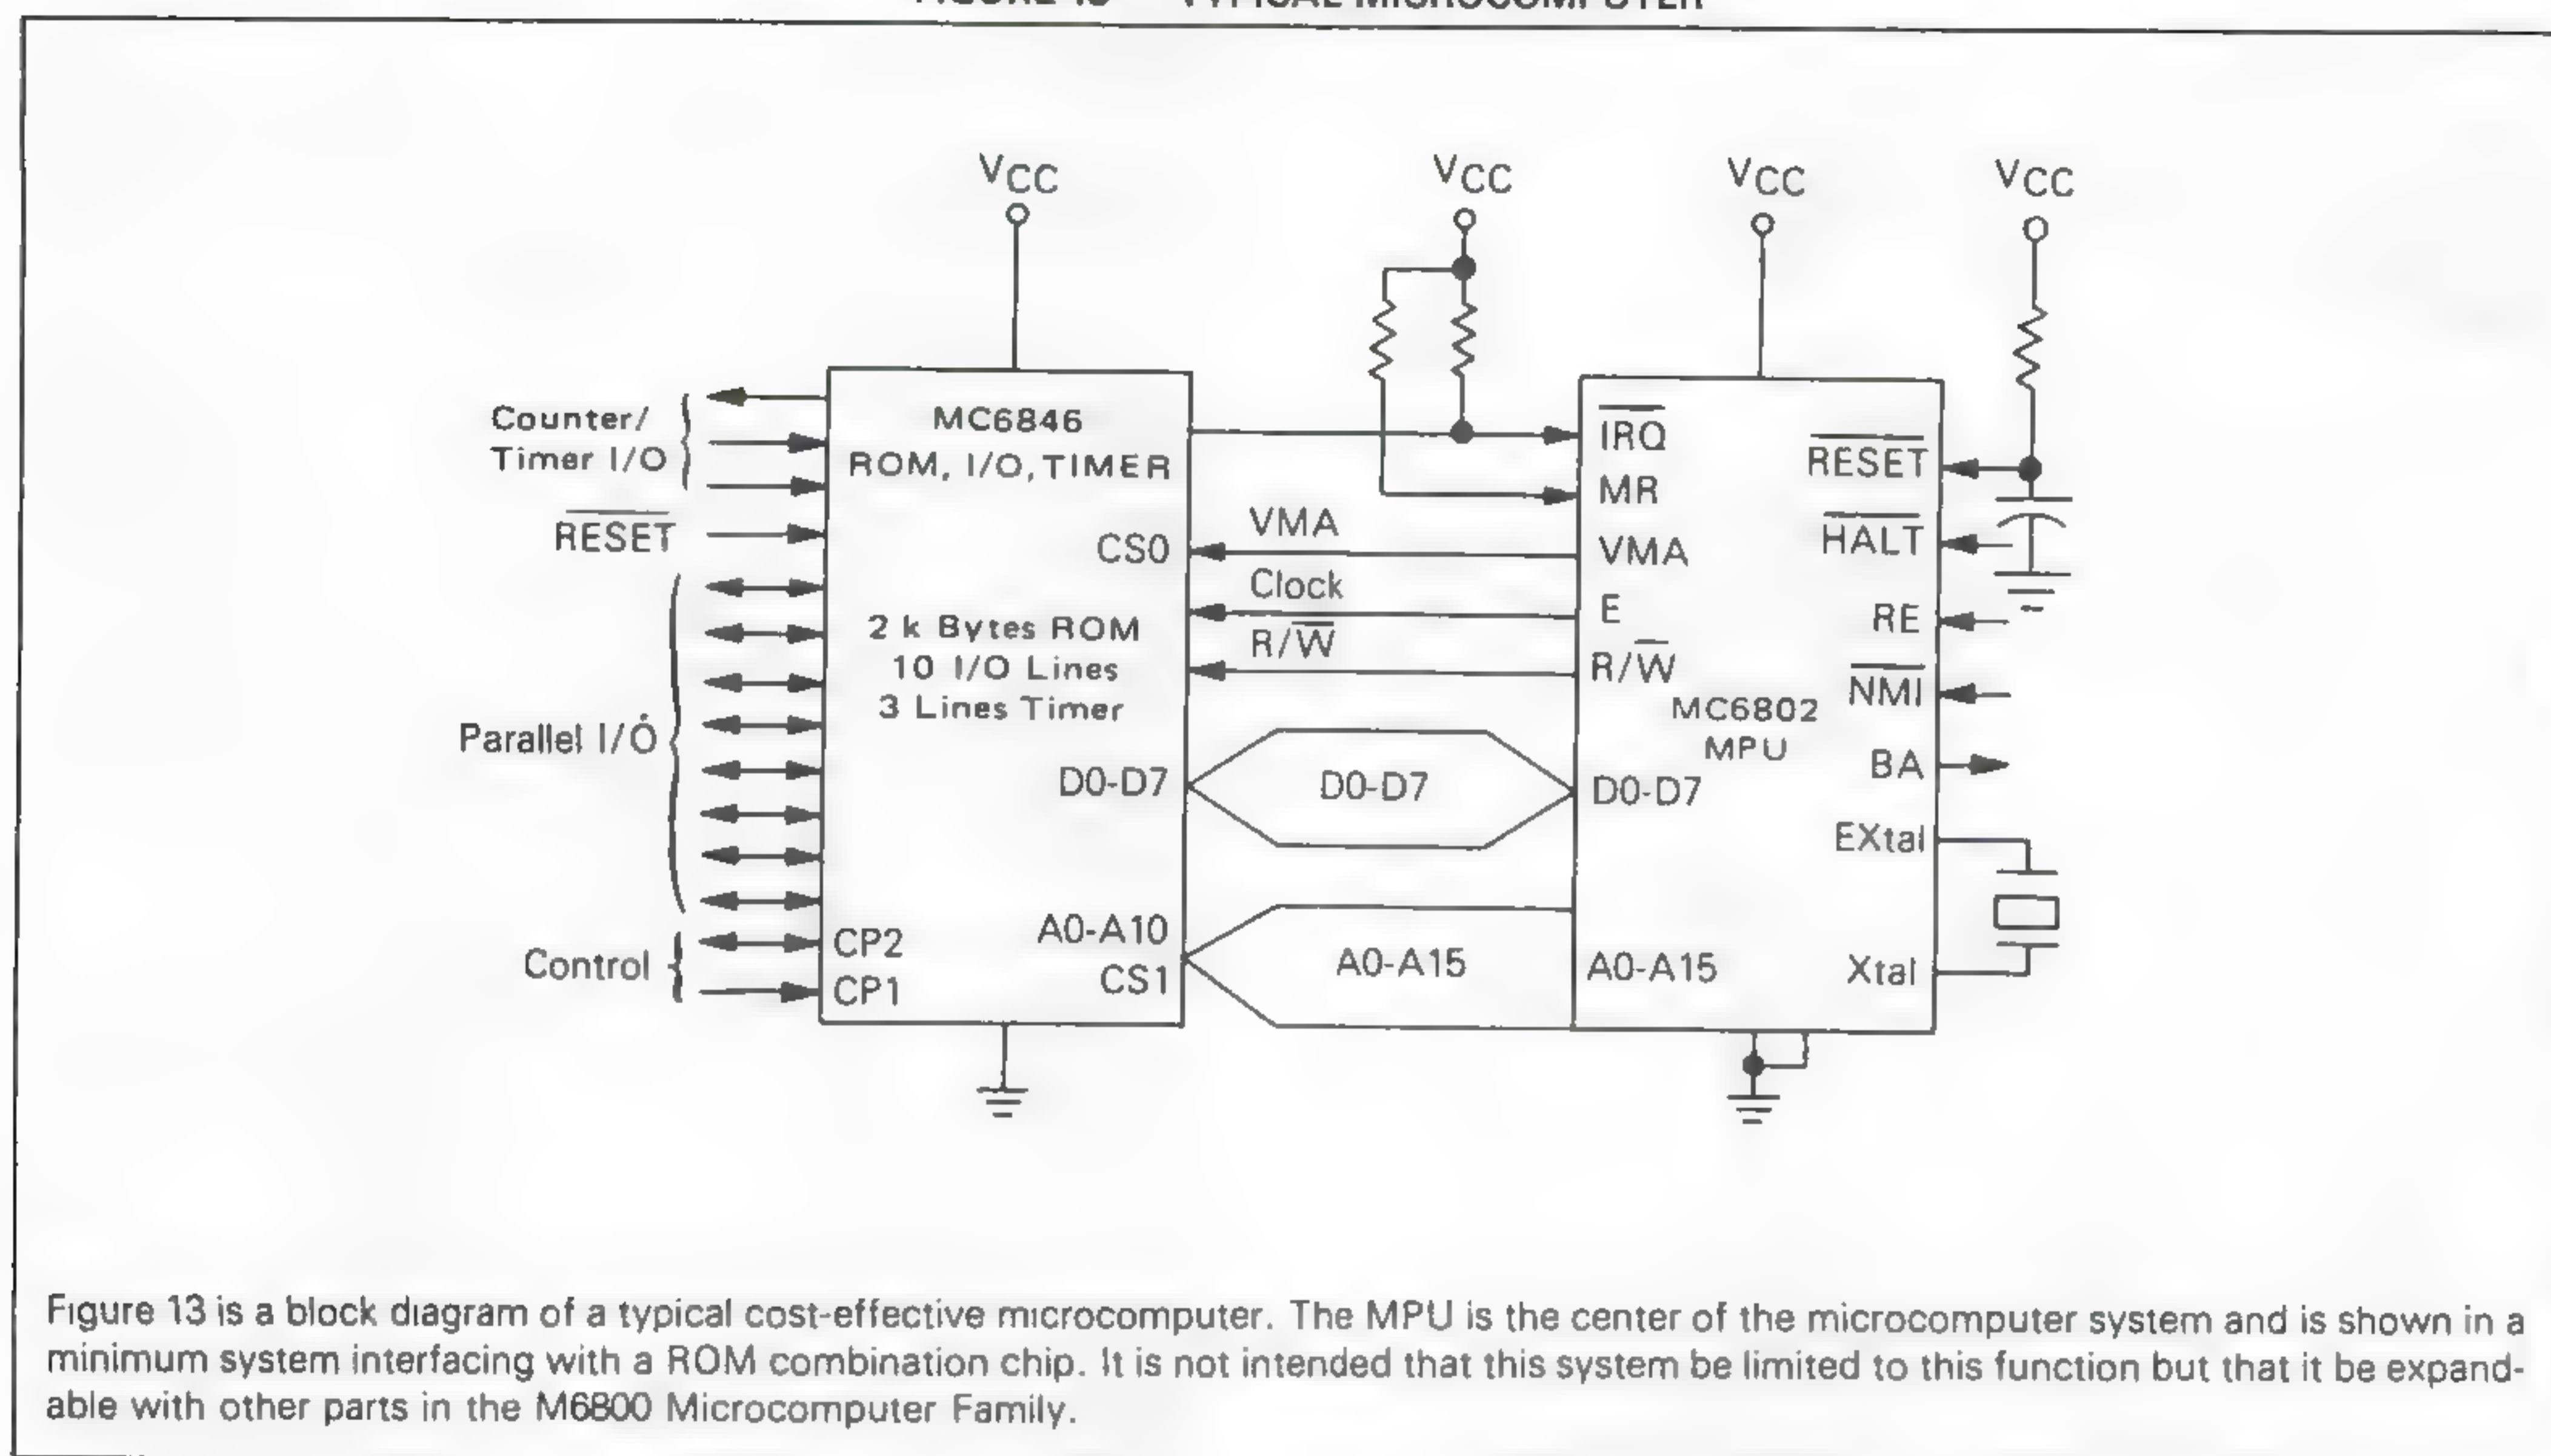 TYPICAL MICROCOMPUTER
VCC
VCC
VCC
VCC
Counter/
Timer I/O
RESET
Parallel I/O
Control
MC6846
ROM, I/O, TIMER
CS0
2 k Bytes ROM
10 I/O Lines
3 Lines Timer
D0-D7
A0-A10
CS1
CP2
CP1
VMA
Clock
R/W̅
D0-D7
A0-A15
I̅R̅Q̅
MR
VMA
E
R/W̅
MC6802
MPU
D0-D7
A0-A15
R̅E̅S̅E̅T̅
H̅A̅L̅T̅
RE
N̅M̅I̅
BA
EXtal
Xtal
Figure 13 is a block diagram of a typical cost-effective microcomputer. The MPU is the center of the microcomputer system and is shown in a
minimum system interfacing with a ROM combination chip. It is not intended that this system be limited to this function but that it be expand-
able with other parts in the M6800 Microcomputer Family.